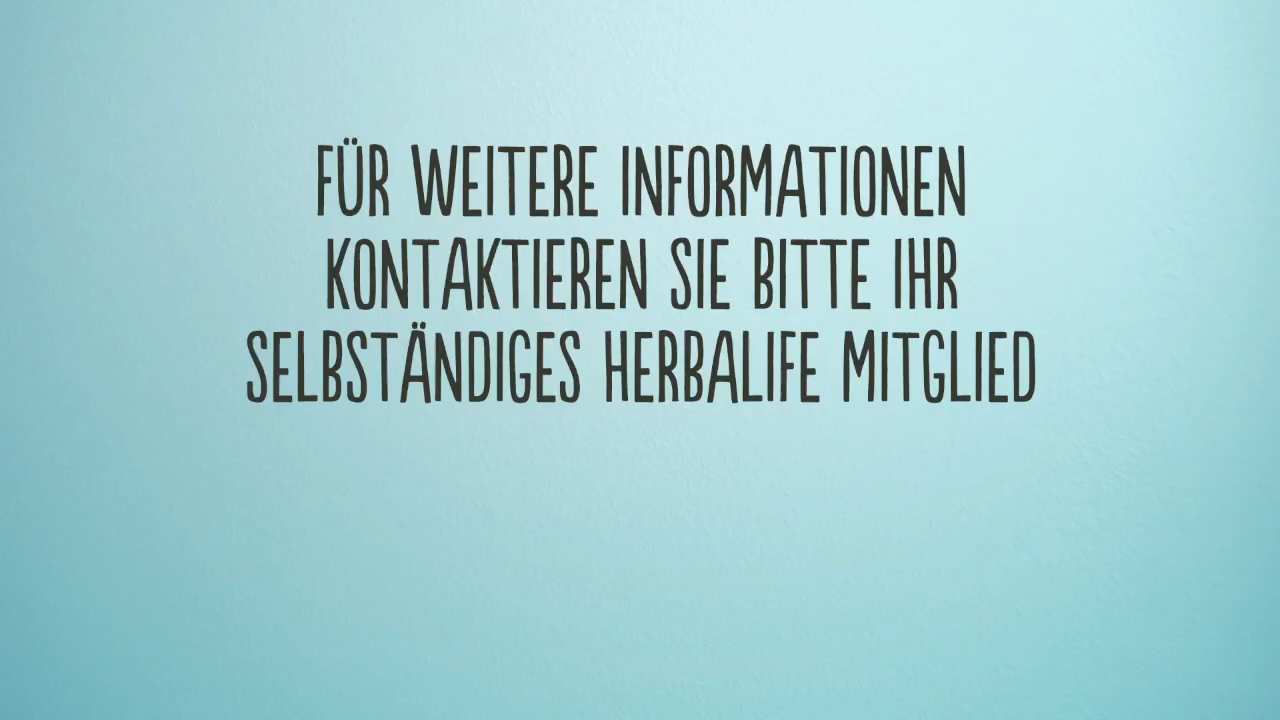 FÜR WEITERE INFORMATIONEN
KONTAKTIEREN SIE BITTE IHR
SELBSTÄNDIGES HERBALIFE MITGLIED